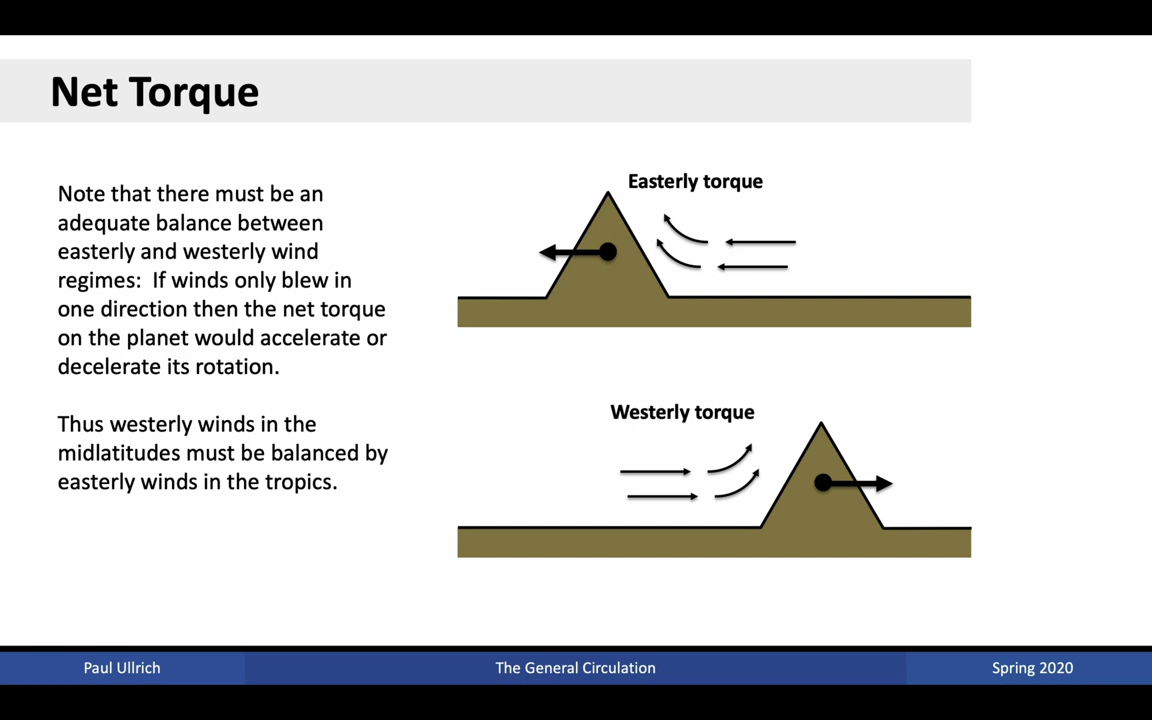 Net Torque
Note that there must be an
adequate balance between
easterly and westerly wind
regimes:  If winds only blew in
one direction then the net torque
on the planet would accelerate or
decelerate its rotation.
Thus westerly winds in the
midlatitudes must be balanced by
easterly winds in the tropics.
Easterly torque
Westerly torque
Paul Ullrich
The General Circulation
Spring 2020